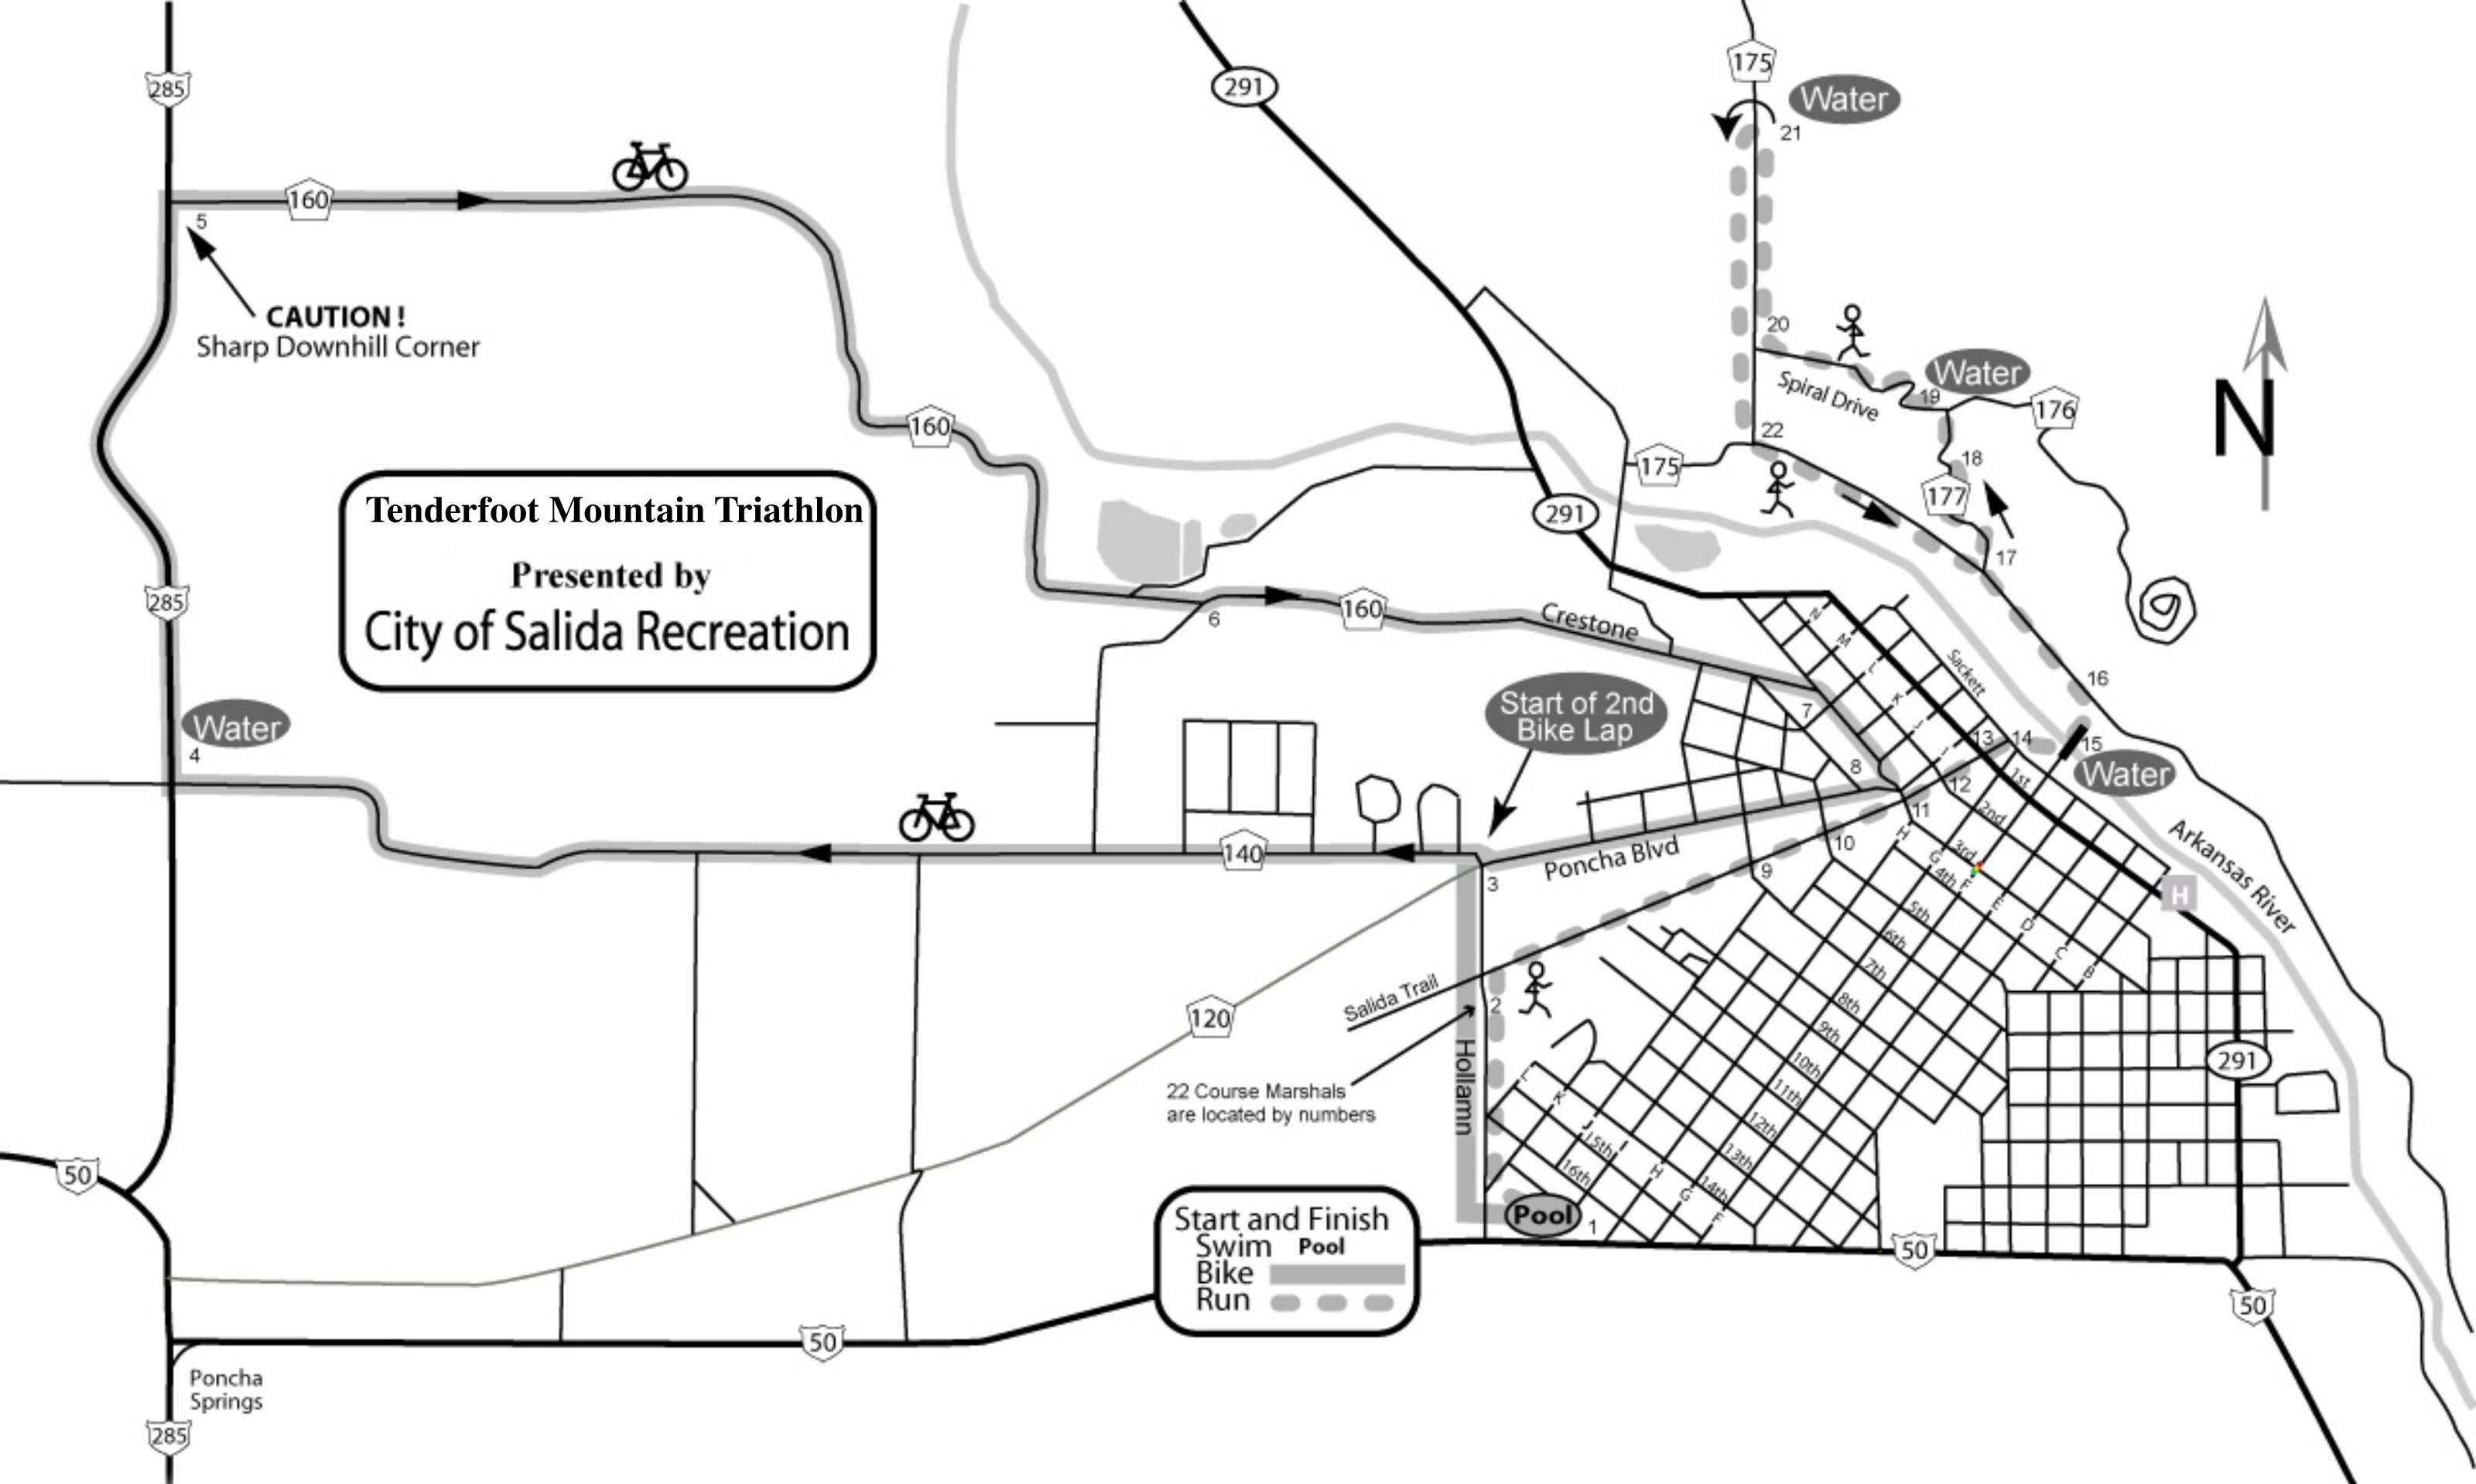 285
291
175
Water
21
160
5
CAUTION !
Sharp Downhill Corner
20
Water
19
Spiral Drive
176
N
160
22
175
18
177
291
17
Tenderfoot Mountain Triathlon
Presented by
City of Salida Recreation
285
6
160
Crestone
N
M
L
K
J
I
Sackett
16
Start of 2nd
Bike Lap
7
Water
4
13
14
15
Water
8
12
1st
11
2nd
10
140
Poncha Blvd
3
9
H
G
F
E
D
C
B
3rd
4th
5th
6th
7th
8th
9th
10th
11th
12th
13th
14th
15th
16th
Arkansas River
H
Salida Trail
2
120
Hollamn
22 Course Marshals
are located by numbers
291
L
K
J
I
H
G
F
50
Pool
1
Start and Finish
Swim Pool
Bike
Run
50
50
50
Poncha
Springs
285